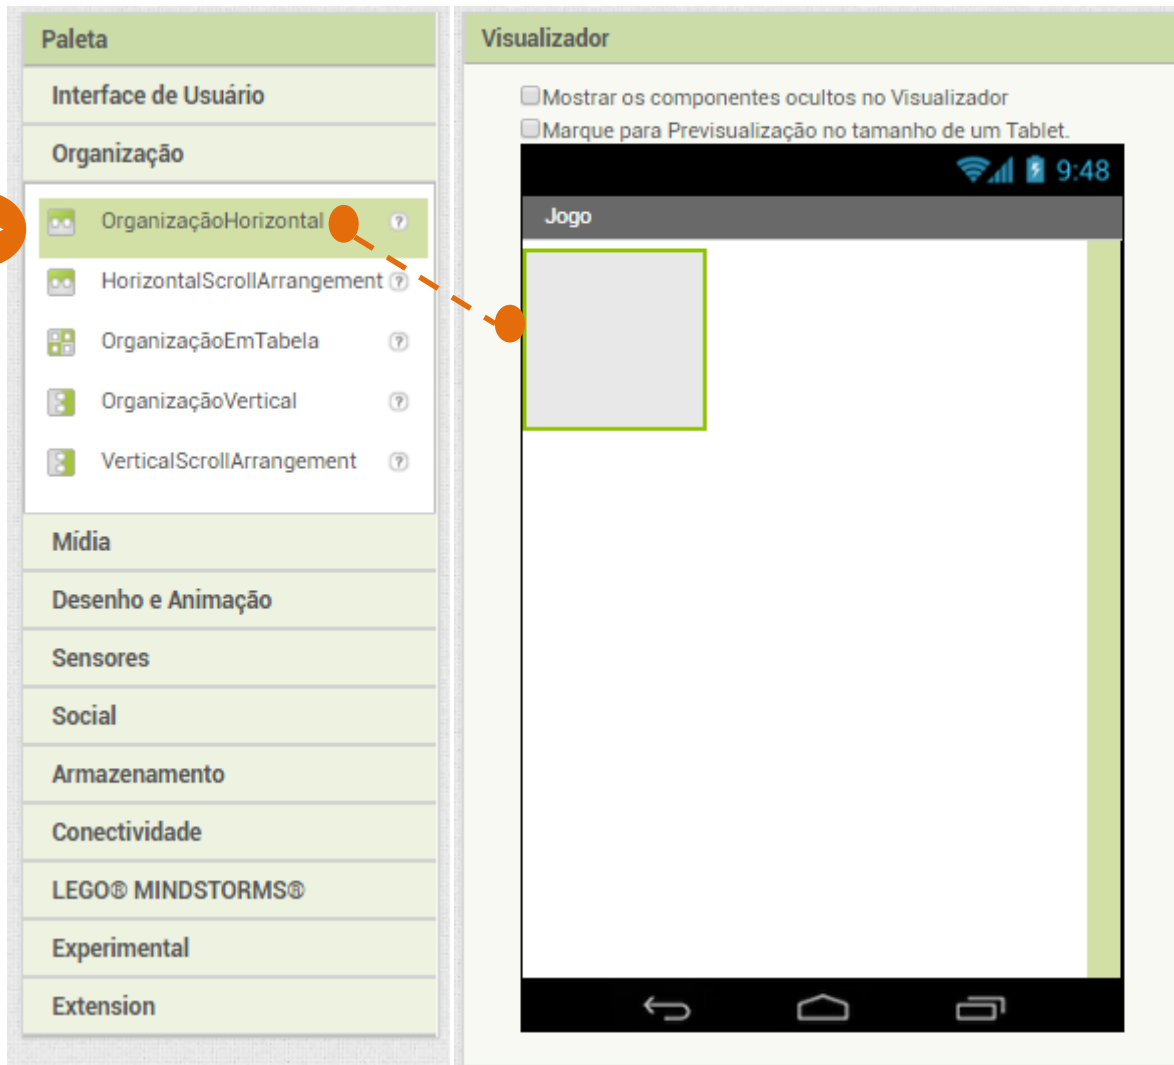 Paleta
Interface de Usuário
Organização
OrganizaçãoHorizontal
HorizontalScrollArrangement
OrganizaçãoEmTabela
OrganizaçãoVertical
VerticalScrollArrangement
Mídia
Desenho e Animação
Sensores
Social
Armazenamento
Conectividade
LEGO® MINDSTORMS®
Experimental
Extension
Visualizador
Mostrar os componentes ocultos no Visualizador
Marque para Previsualização no tamanho de um Tablet.
9:48
Jogo